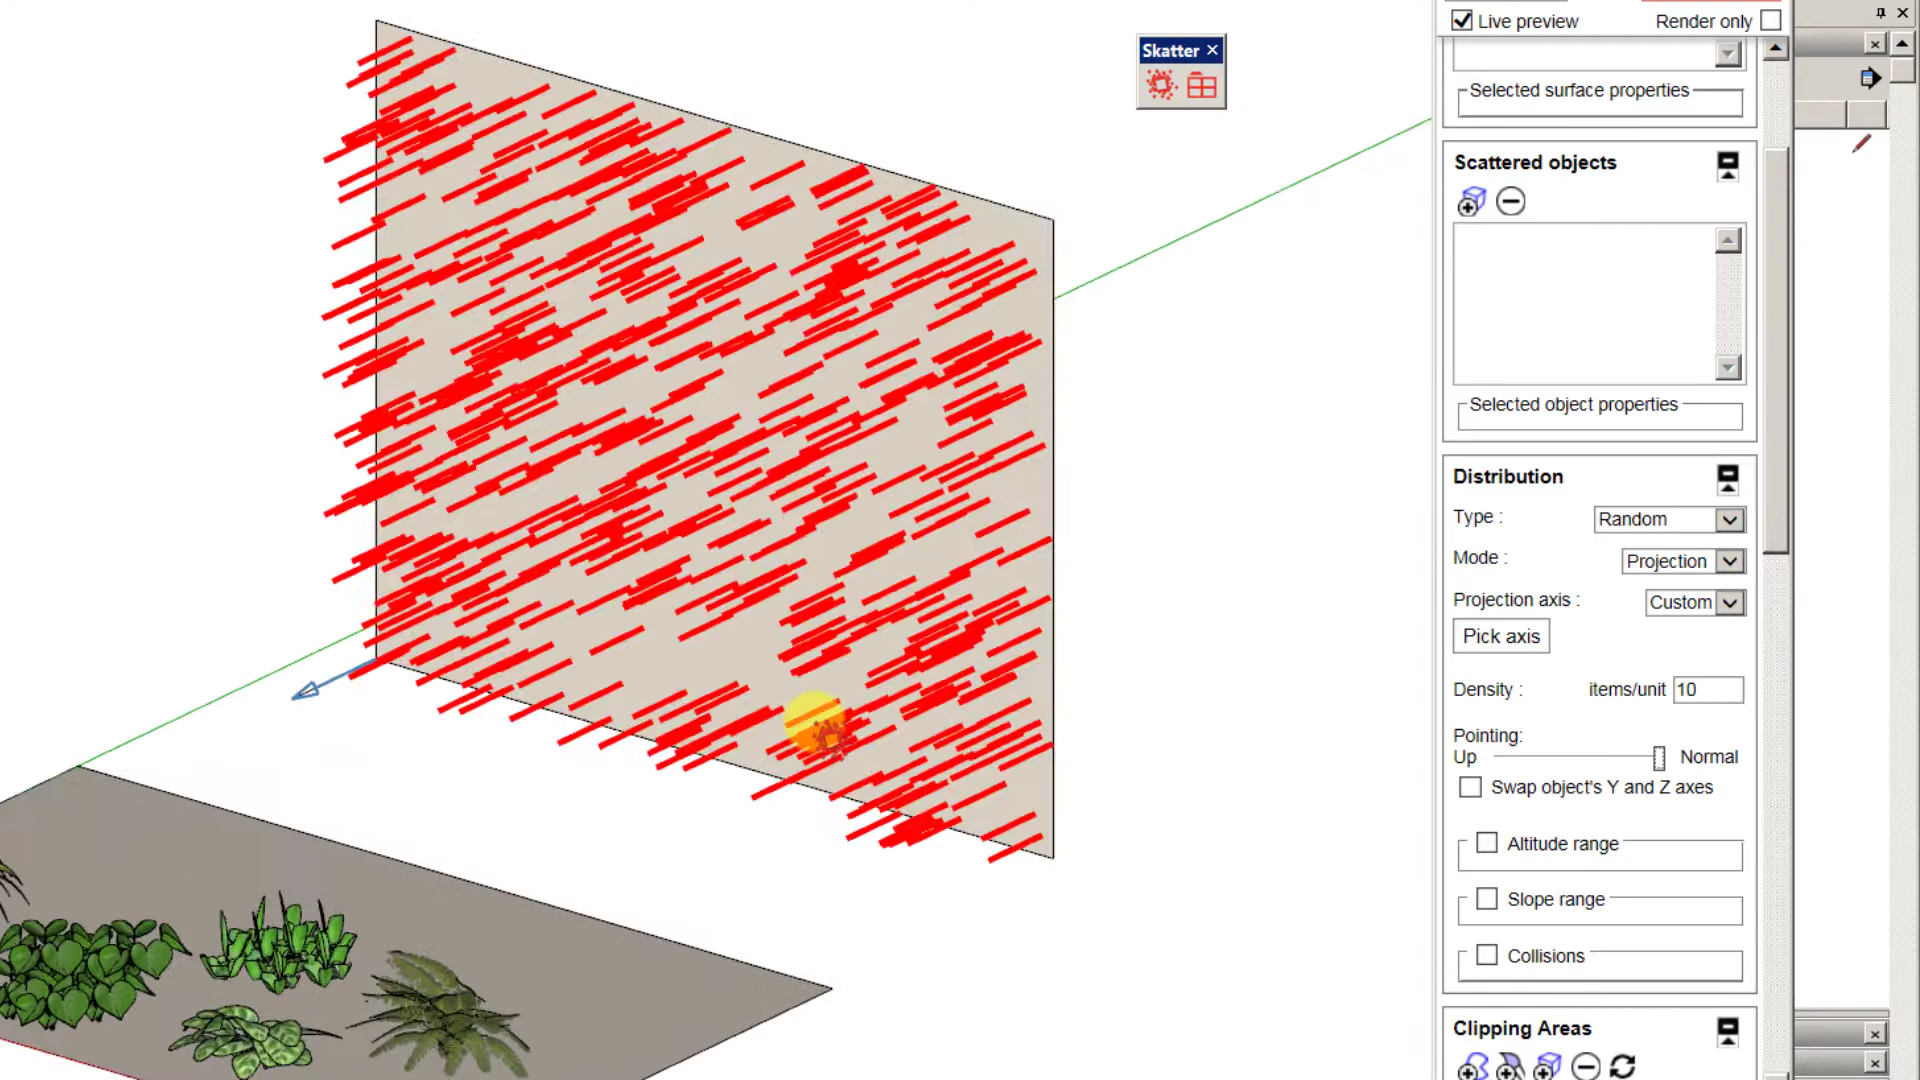 Live preview
Render only
Skatter
Selected surface properties
Scattered objects
Selected object properties
Distribution
Type :
Random
Mode :
Projection
Projection axis :
Custom
Pick axis
Density :
items/unit
10
Pointing:
Up
Normal
Swap object's Y and Z axes
Altitude range
Slope range
Collisions
Clipping Areas